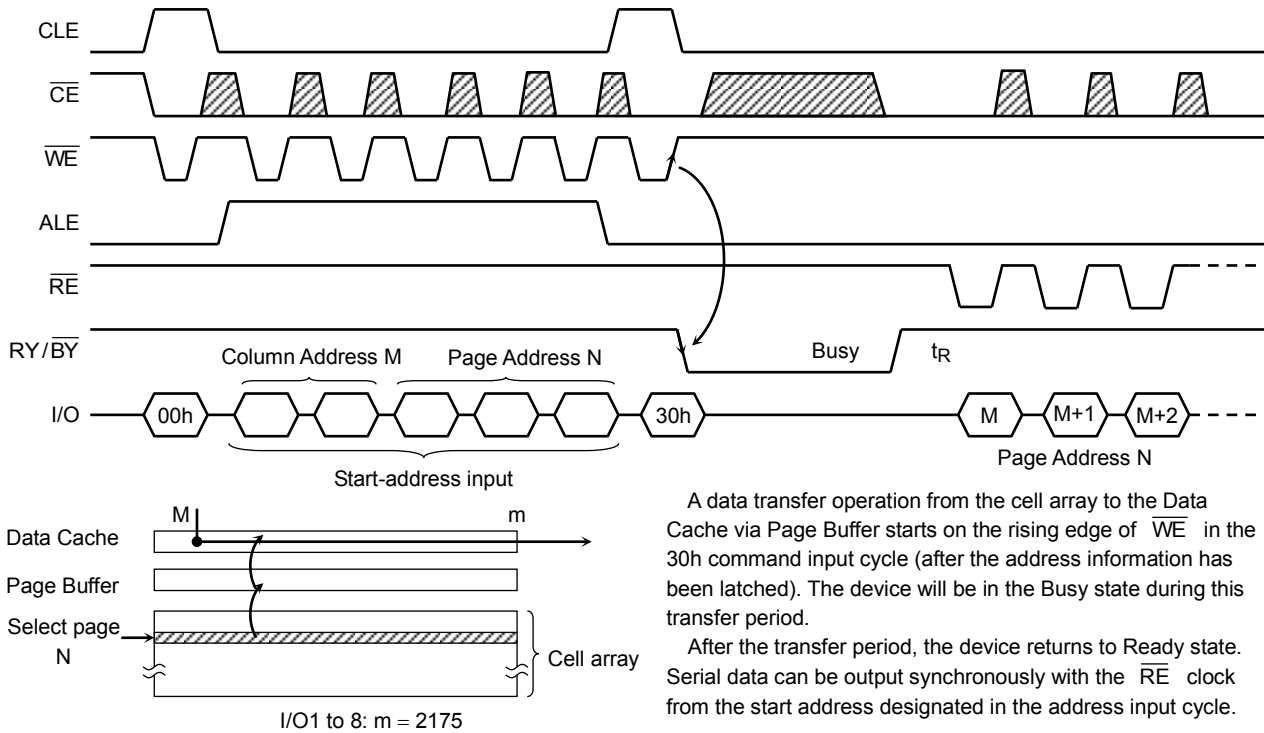 CLE
CE
WE
ALE
RE
RY/BY
Busy
tR
Column Address M
Page Address N
I/O
00h
30h
M
M+1
M+2
Start-address input
Page Address N
M
m
Data Cache
Page Buffer
Select page
N
Cell array
I/O1 to 8: m = 2175
A data transfer operation from the cell array to the Data
Cache via Page Buffer starts on the rising edge of WE in the
30h command input cycle (after the address information has
been latched). The device will be in the Busy state during this
transfer period.
After the transfer period, the device returns to Ready state.
Serial data can be output synchronously with the RE clock
from the start address designated in the address input cycle.